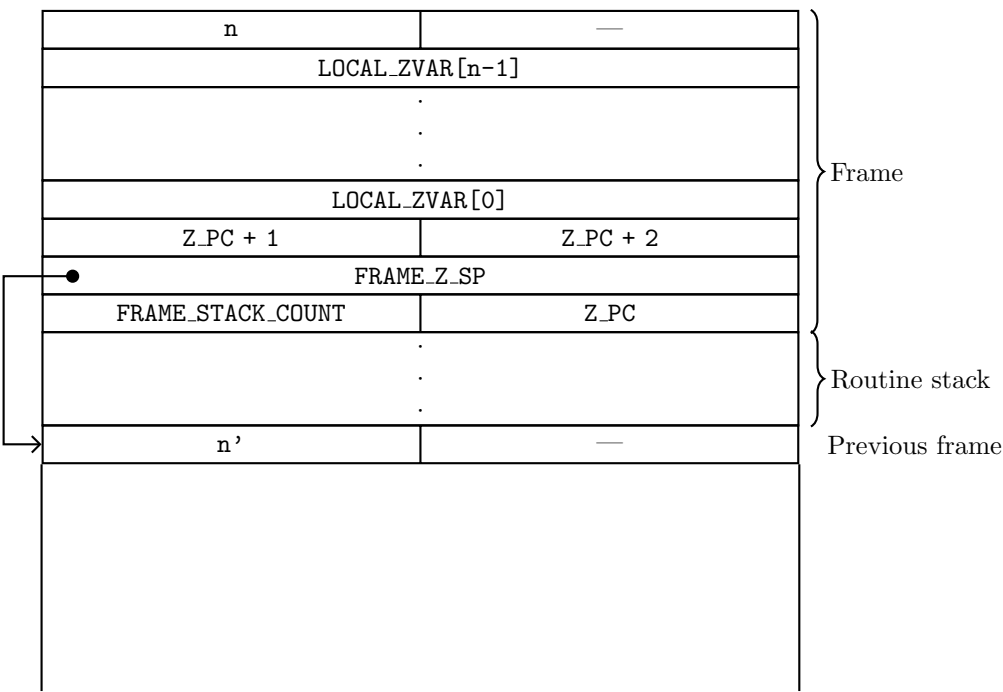 n —
LOCAL_ZVAR[n-1]
.
.
.
LOCAL_ZVAR[0]
Frame
Z_PC + 1 Z_PC + 2
FRAME_Z_SP
FRAME_STACK_COUNT Z_PC
.
.
.
Routine stack
n' —
Previous frame